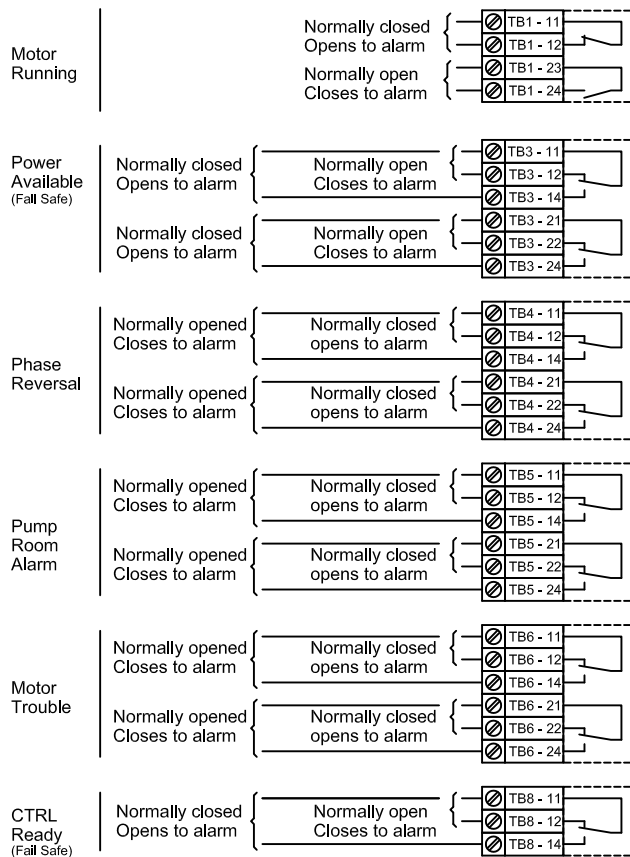 Motor
Running
Normally closed
Opens to alarm
Normally open
Closes to alarm
TB1 - 11
TB1 - 12
TB1 - 23
TB1 - 24
Power
Available
(Fail Safe)
Normally closed
Opens to alarm
Normally open
Closes to alarm
Normally closed
Opens to alarm
Normally open
Closes to alarm
TB3 - 11
TB3 - 12
TB3 - 14
TB3 - 21
TB3 - 22
TB3 - 24
Phase
Reversal
Normally opened
Closes to alarm
Normally closed
opens to alarm
Normally opened
Closes to alarm
Normally closed
opens to alarm
TB4 - 11
TB4 - 12
TB4 - 14
TB4 - 21
TB4 - 22
TB4 - 24
Pump
Room
Alarm
Normally opened
Closes to alarm
Normally closed
opens to alarm
Normally opened
Closes to alarm
Normally closed
opens to alarm
TB5 - 11
TB5 - 12
TB5 - 14
TB5 - 21
TB5 - 22
TB5 - 24
Motor
Trouble
Normally opened
Closes to alarm
Normally closed
opens to alarm
Normally opened
Closes to alarm
Normally closed
opens to alarm
TB6 - 11
TB6 - 12
TB6 - 14
TB6 - 21
TB6 - 22
TB6 - 24
CTRL
Ready
(Fail Safe)
Normally closed
Opens to alarm
Normally open
Closes to alarm
TB8 - 11
TB8 - 12
TB8 - 14